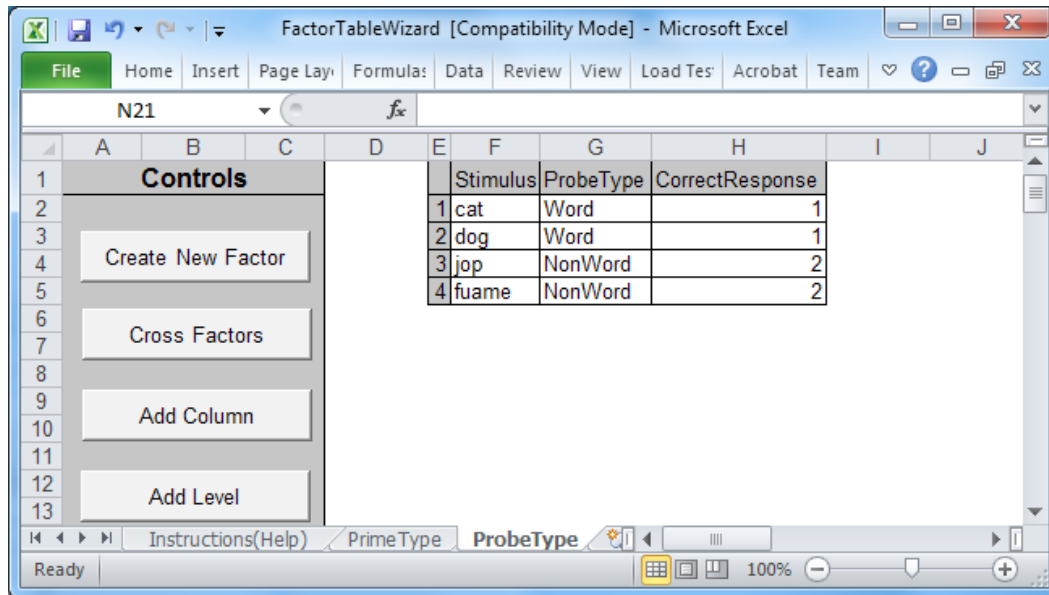 FactorTableWizard [Compatibility Mode] - Microsoft Excel
File Home Insert Page Lay Formulas Data Review View Load Tes Acrobat Team
N21 fx
A B C D E F G H I J
1 Controls Stimulus ProbeType CorrectResponse
2 1 cat Word 1
3 2 dog Word 1
4 Create New Factor 3 jop NonWord 2
5 4 fuame NonWord 2
6
7 Cross Factors
8
9
10 Add Column
11
12
13 Add Level
Instructions(Help) PrimeType ProbeType
Ready 100%